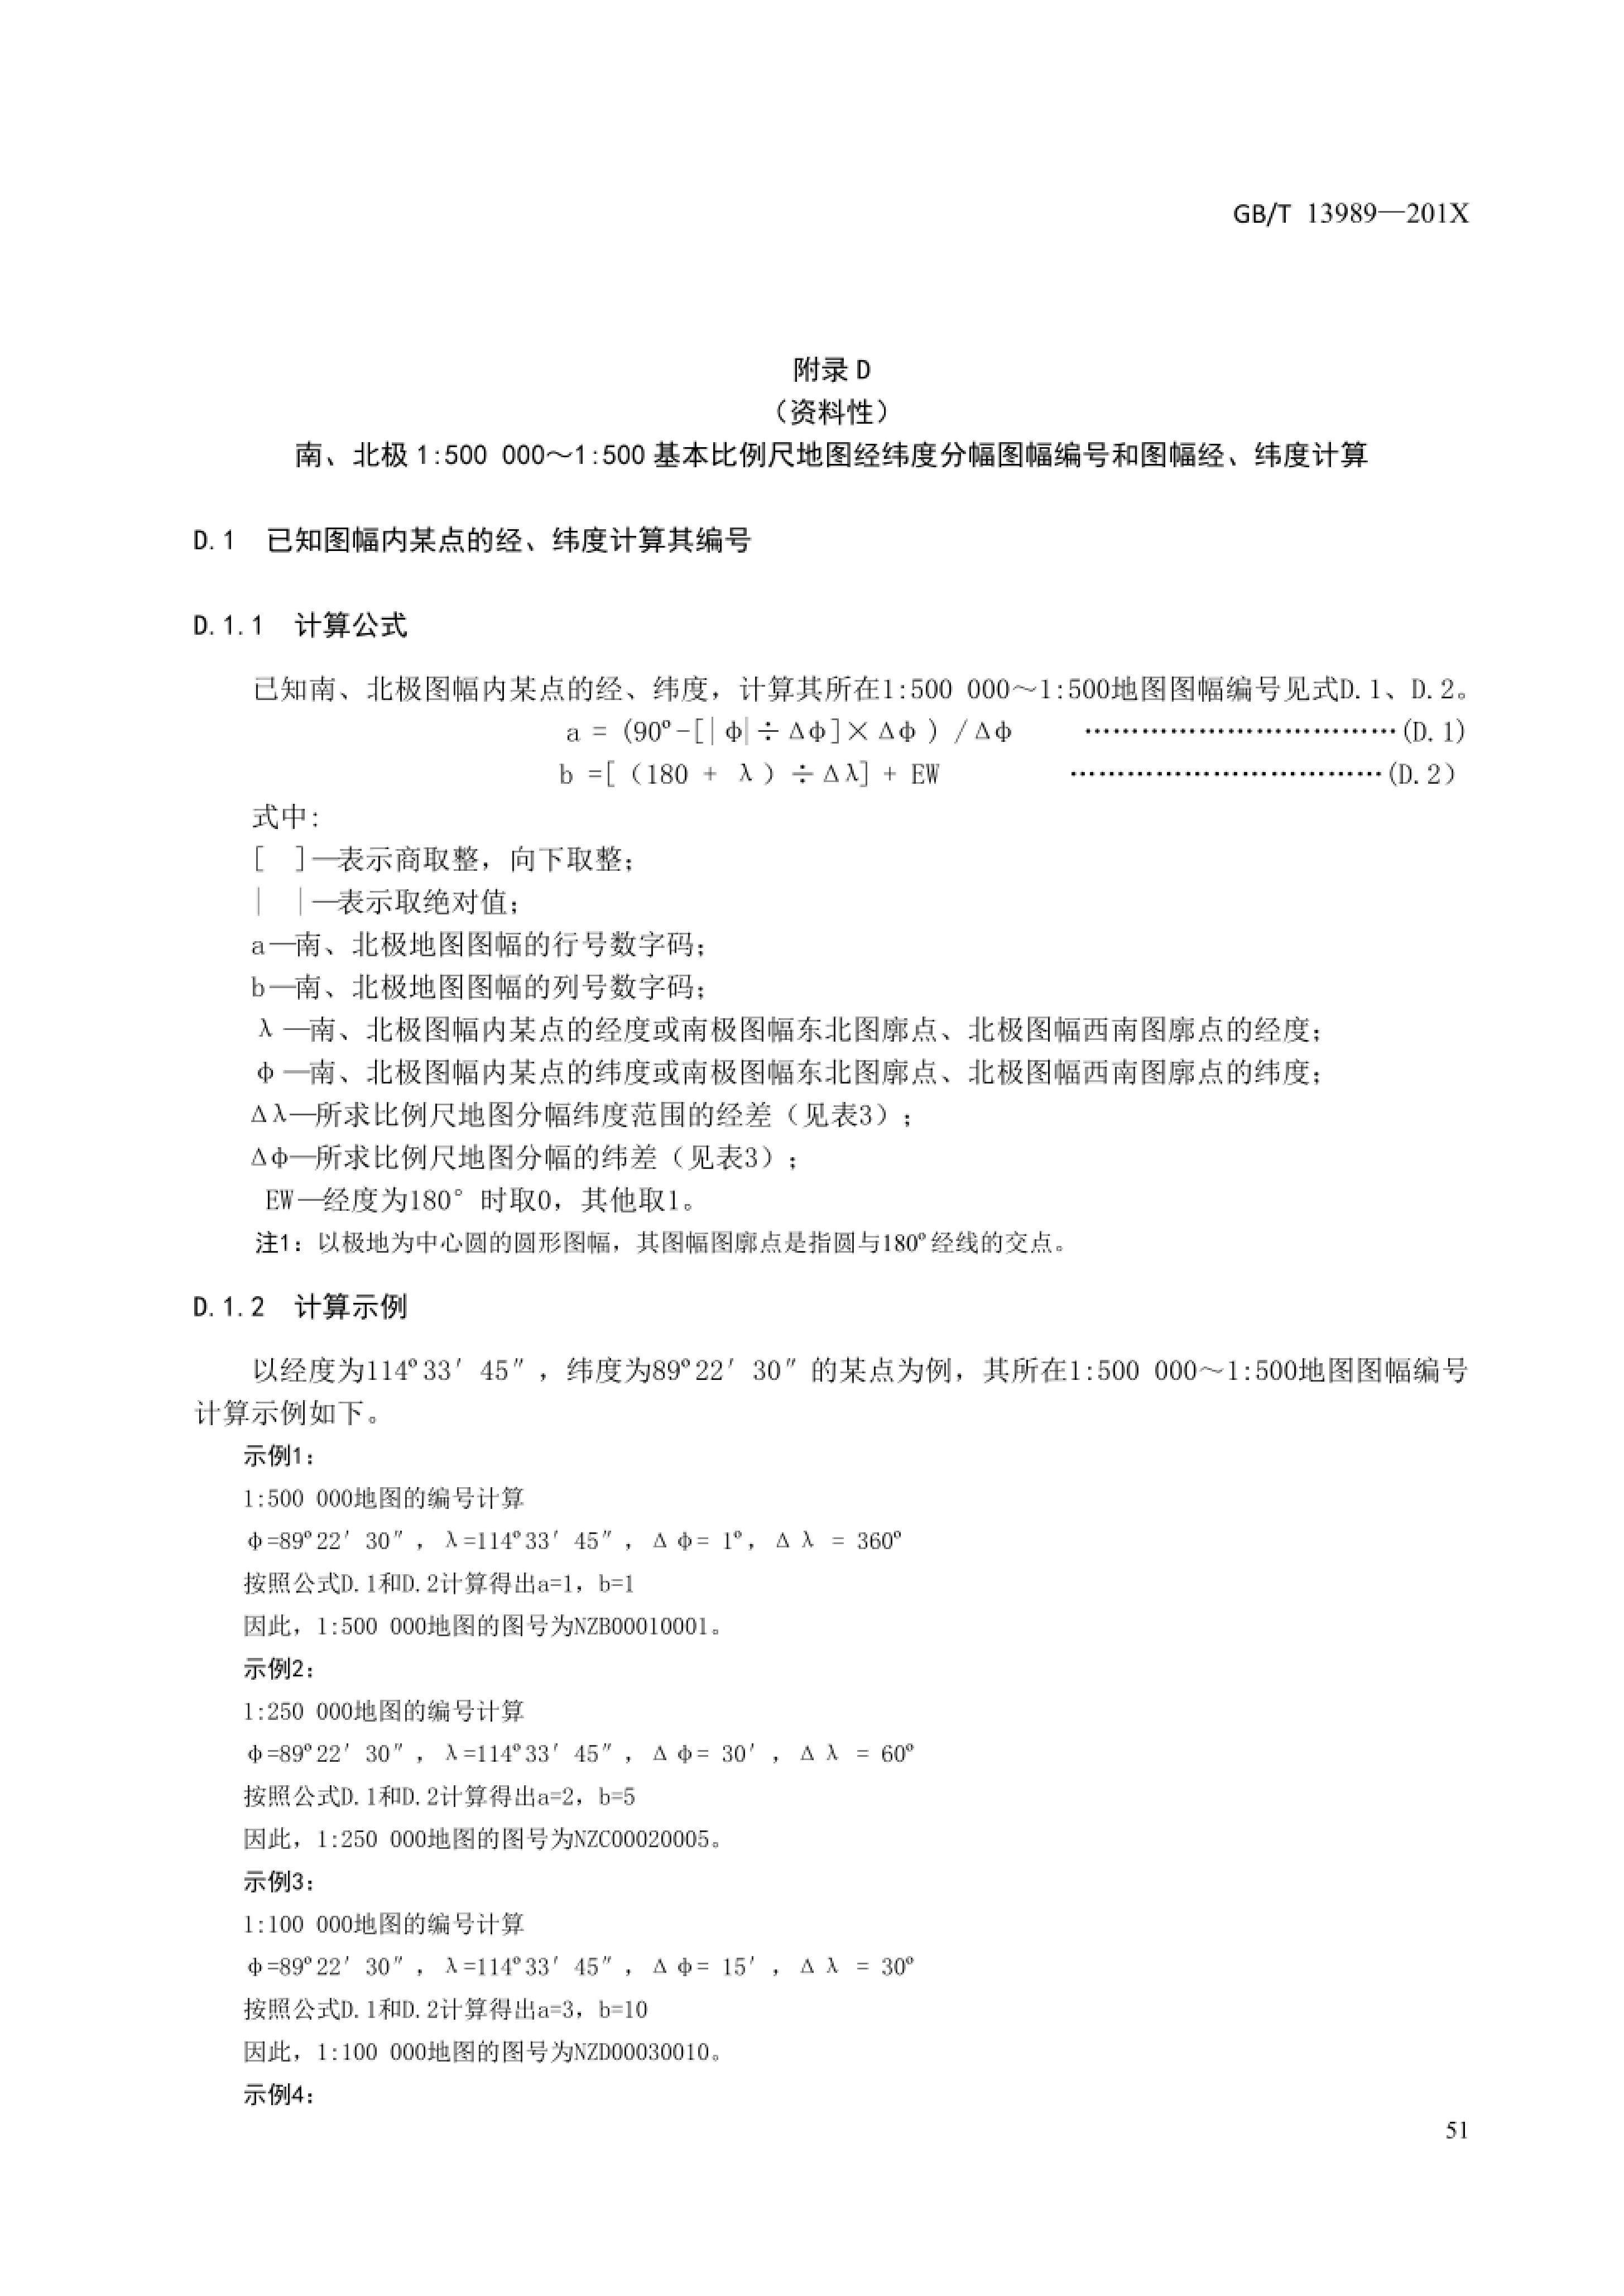 GB/T 13989—201X
附录 D
（资料性）
南、北极 1:500 000～1:500 基本比例尺地图经纬度分幅图幅编号和图幅经、纬度计算
D.1 已知图幅内某点的经、纬度计算其编号
D.1.1 计算公式
已知南、北极图幅内某点的经、纬度，计算其所在1:500 000～1:500地图图幅编号见式D.1、D.2。
a = (90º-[|φ|÷Δφ]×Δφ) /Δφ ……………………………(D.1)
b =[（180 + λ）÷Δλ] + EW ……………………………(D.2）
式中:
[ ]—表示商取整，向下取整;
| |—表示取绝对值;
a—南、北极地图图幅的行号数字码;
b—南、北极地图图幅的列号数字码;
λ—南、北极图幅内某点的经度或南极图幅东北图廓点、北极图幅西南图廓点的经度;
φ—南、北极图幅内某点的纬度或南极图幅东北图廓点、北极图幅西南图廓点的纬度;
Δλ—所求比例尺地图分幅纬度范围的经差（见表3）;
Δφ—所求比例尺地图分幅的纬差（见表3）;
EW—经度为180°时取0，其他取1。
注1：以极地为中心圆的圆形图幅，其图幅图廓点是指圆与180º经线的交点。
D.1.2 计算示例
以经度为114º33′45″，纬度为89º22′30″的某点为例，其所在1:500 000～1:500地图图幅编号
计算示例如下。
示例1：
1:500 000地图的编号计算
φ=89º22′30″，λ=114º33′45″，Δφ= 1º，Δλ = 360º
按照公式D.1和D.2计算得出a=1，b=1
因此，1:500 000地图的图号为NZB00010001。
示例2：
1:250 000地图的编号计算
φ=89º22′30″，λ=114º33′45″，Δφ= 30′，Δλ = 60º
按照公式D.1和D.2计算得出a=2，b=5
因此，1:250 000地图的图号为NZC00020005。
示例3：
1:100 000地图的编号计算
φ=89º22′30″，λ=114º33′45″，Δφ= 15′，Δλ = 30º
按照公式D.1和D.2计算得出a=3，b=10
因此，1:100 000地图的图号为NZD00030010。
示例4：
51